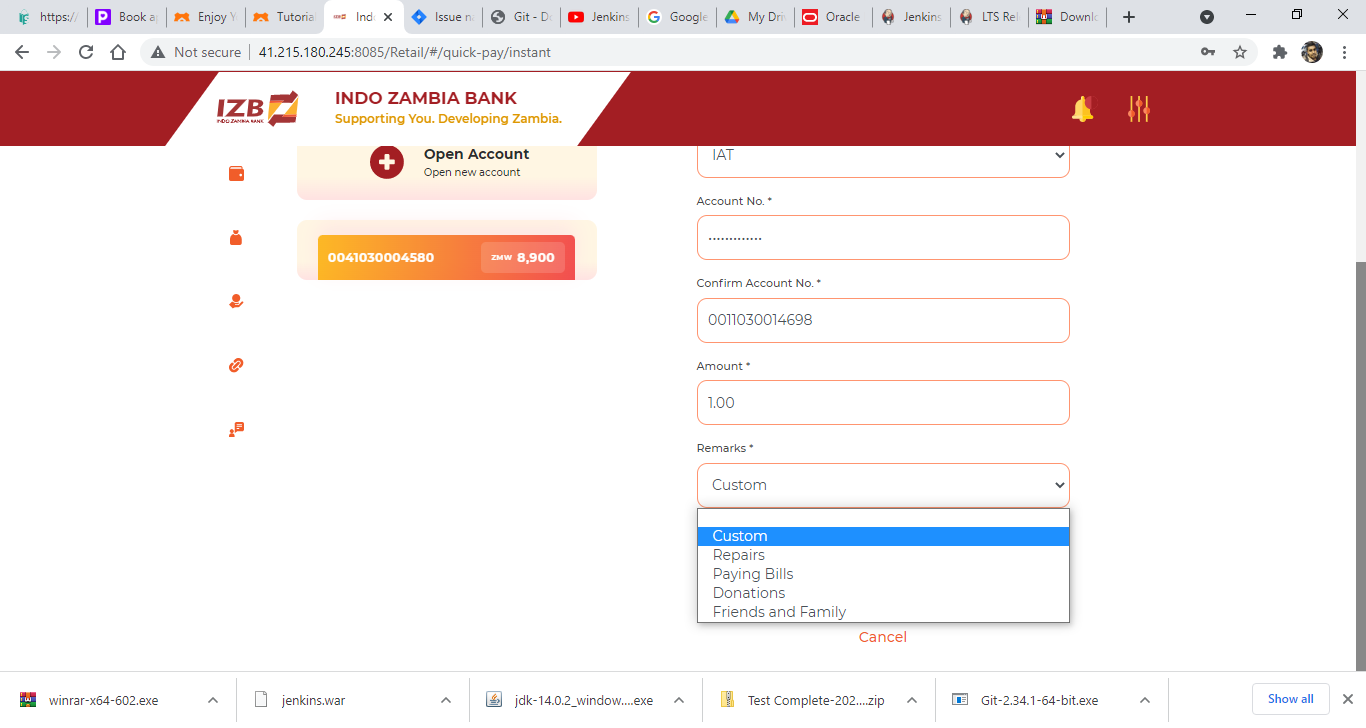 https:/
Book a
Enjoy Y
Tutoria
Ind
Issue n
Git - D
Jenkins
Google
My Dri
Oracle
Jenkins
LTS Rel
Downl
Not secure
41.215.180.245:8085/Retail/#/quick-pay/instant
IZB
INDO ZAMBIA BANK
INDO ZAMBIA BANK
Supporting You. Developing Zambia.
Open Account
Open new account
0041030004580
ZMW 8,900
IAT
Account No. *
•••••••••••••
Confirm Account No. *
0011030014698
Amount *
1.00
Remarks *
Custom
Custom
Repairs
Paying Bills
Donations
Friends and Family
Cancel
winrar-x64-602.exe
jenkins.war
jdk-14.0.2_window....exe
Test Complete-202....zip
Git-2.34.1-64-bit.exe
Show all